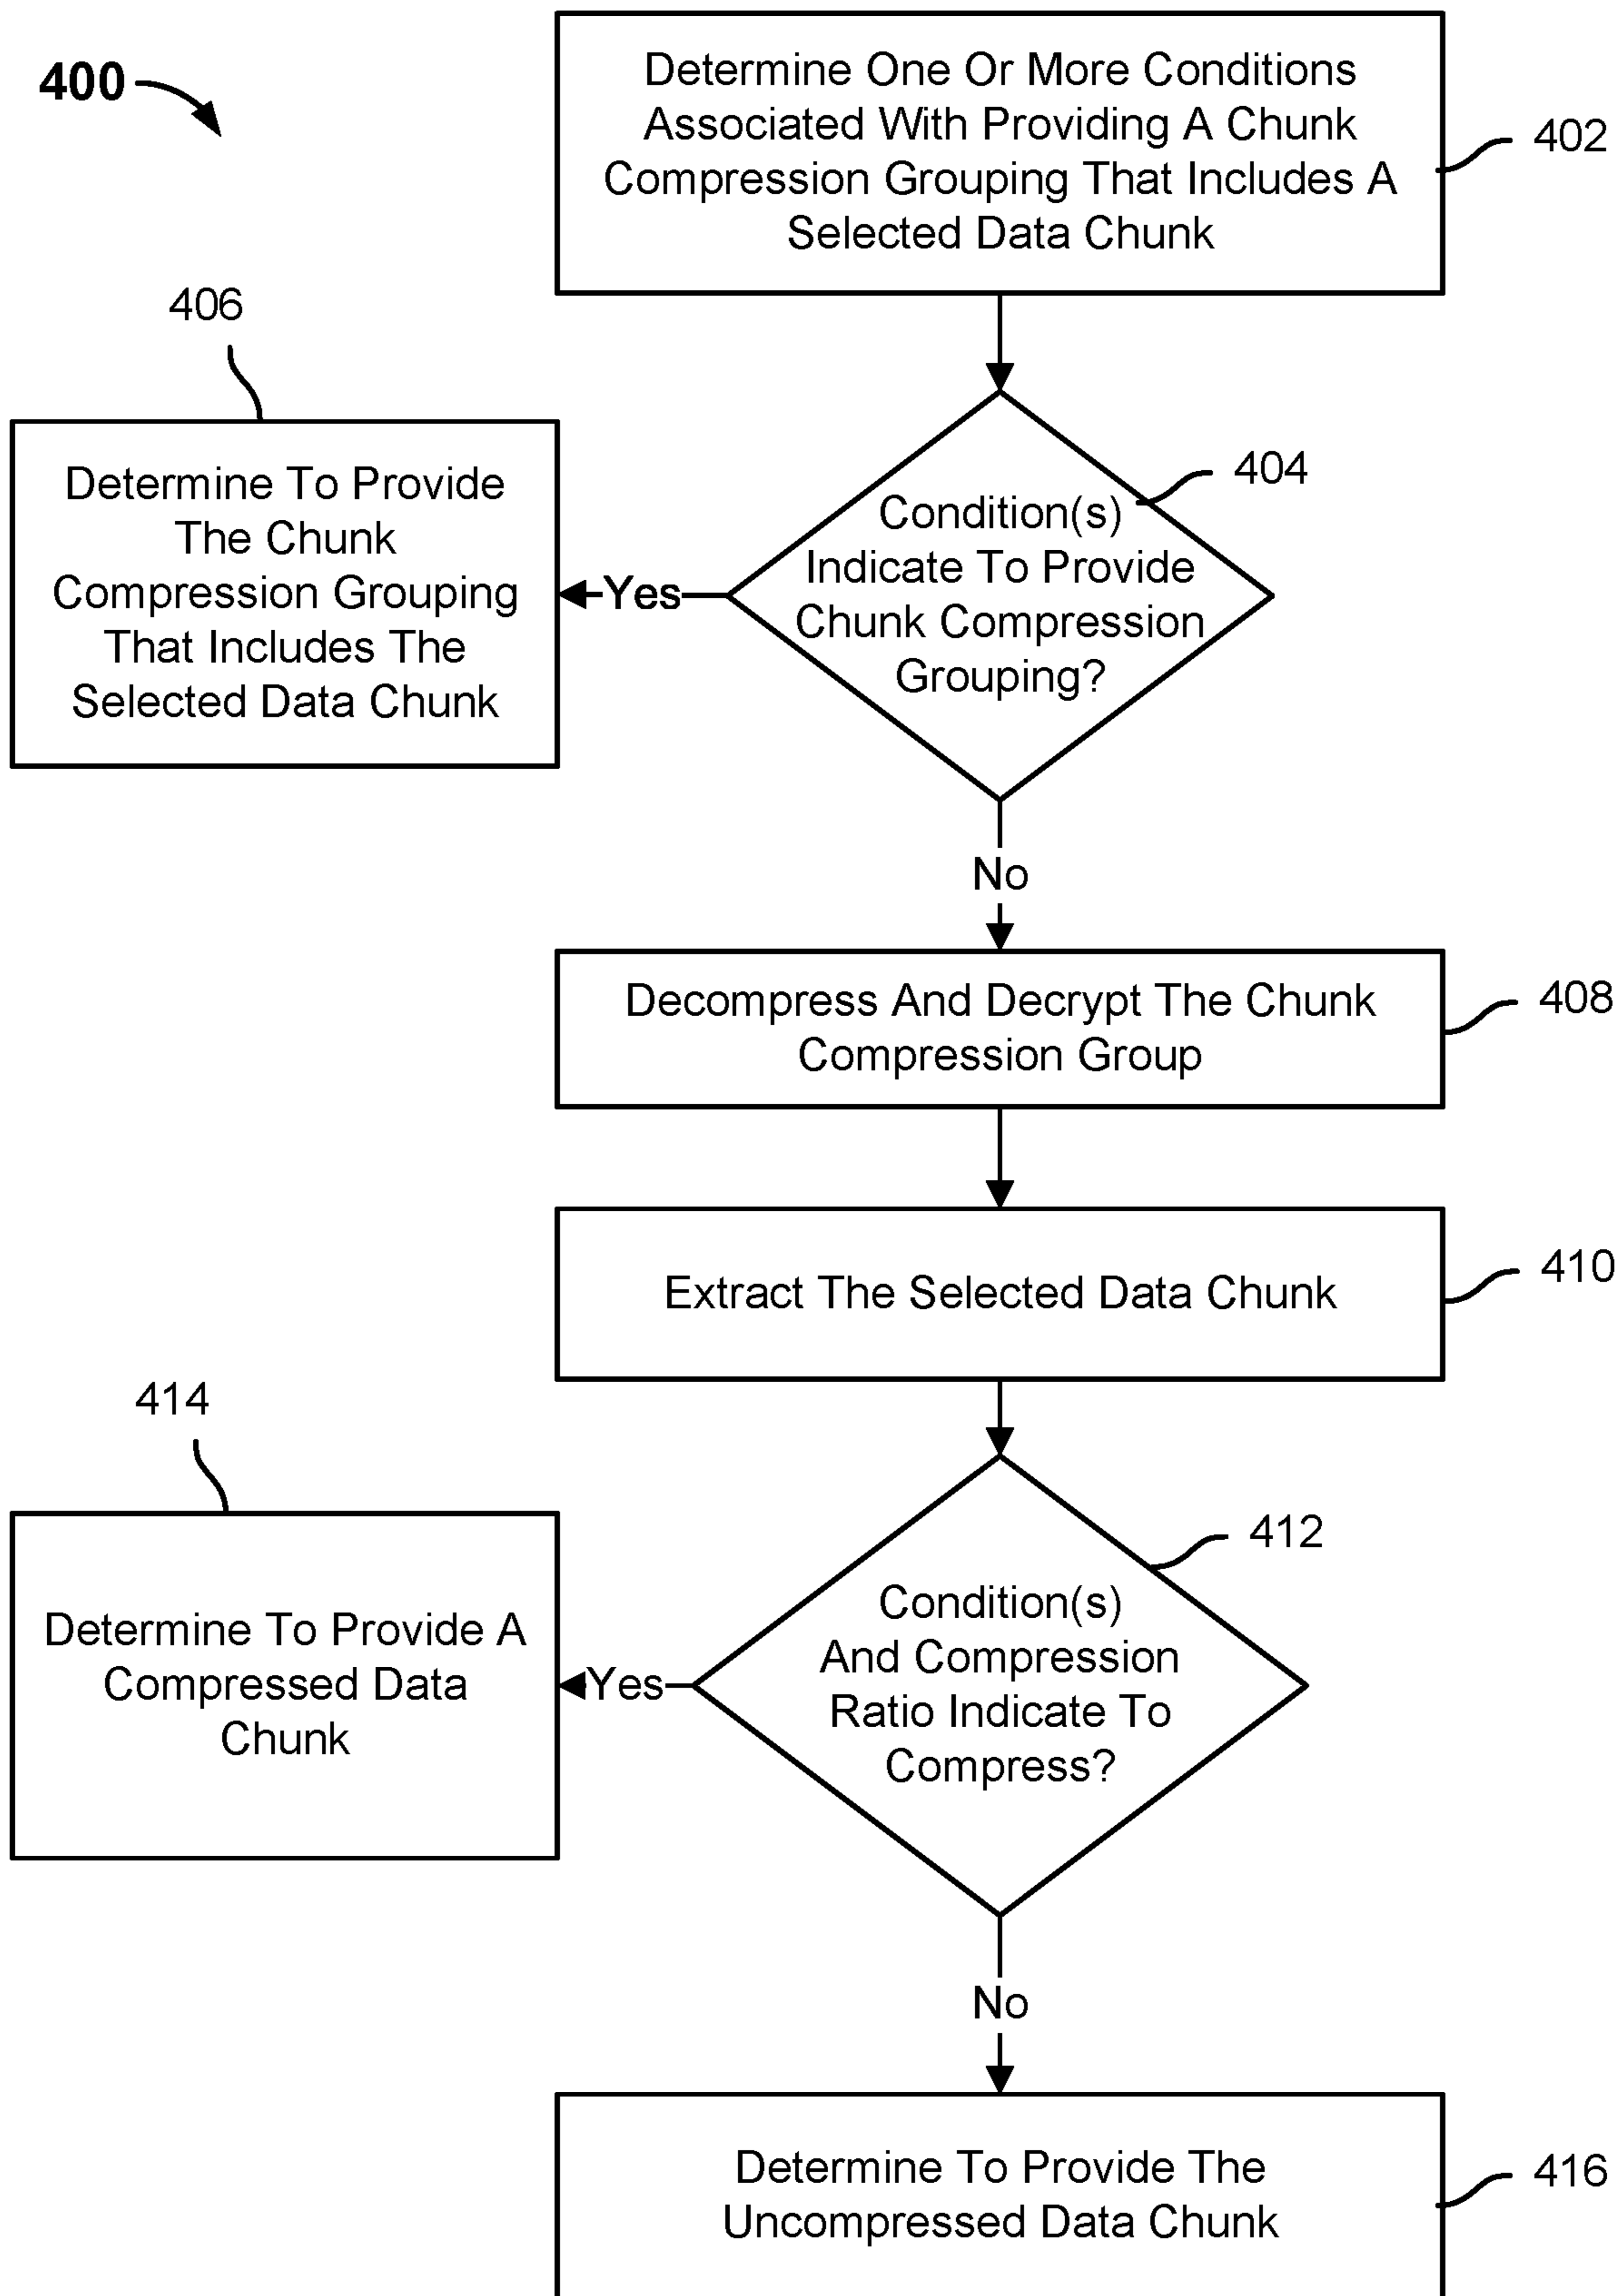 400
Determine One Or More Conditions
Associated With Providing A Chunk
Compression Grouping That Includes A
Selected Data Chunk
402
404
Condition(s)
Indicate To Provide
Chunk Compression
Grouping?
Yes
406
Determine To Provide
The Chunk
Compression Grouping
That Includes The
Selected Data Chunk
No
Decompress And Decrypt The Chunk
Compression Group
408
Extract The Selected Data Chunk
410
412
Condition(s)
And Compression
Ratio Indicate To
Compress?
Yes
414
Determine To Provide A
Compressed Data
Chunk
No
Determine To Provide The
Uncompressed Data Chunk
416